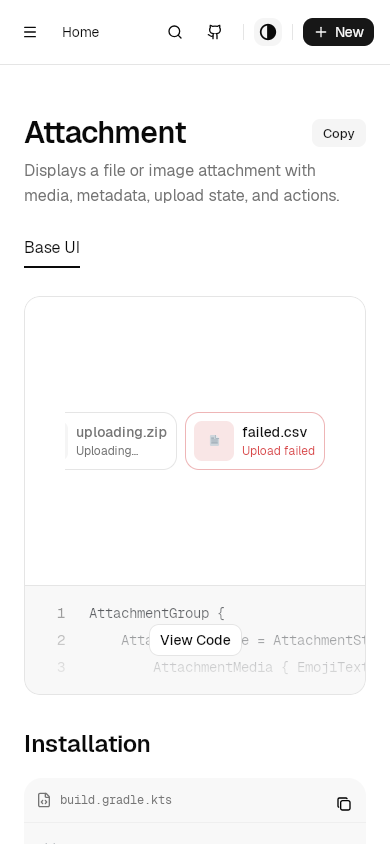 Home
New
Attachment
Copy
Displays a file or image attachment with
media, metadata, upload state, and actions.
Base UI
uploading.zip
Uploading…
failed.csv
Upload failed
1 AttachmentGroup {
2 Atta e = AttachmentSt
View Code
3 AttachmentMedia { EmojiText
Installation
build.gradle.kts